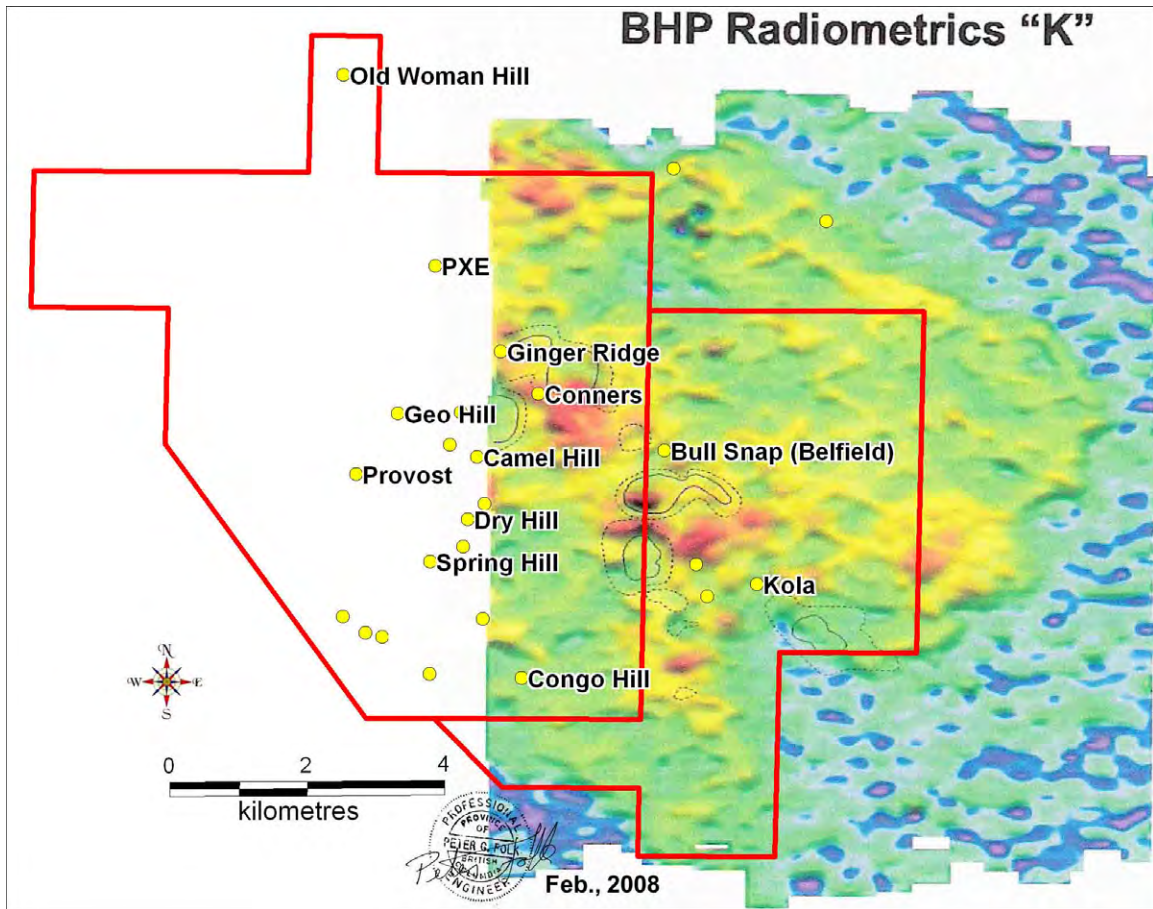 BHP Radiometrics “K”
Old Woman Hill
PXE
Ginger Ridge
Conners
Geo Hill
Bull Snap (Belfield)
Camel Hill
Provost
Dry Hill
Spring Hill
Kola
N
W E
S
Congo Hill
0 2 4
kilometres
PROFESSIONAL
PROVINCE
OF
PETER G. FOLK
BRITISH
COLUMBIA
ENGINEER
Feb., 2008